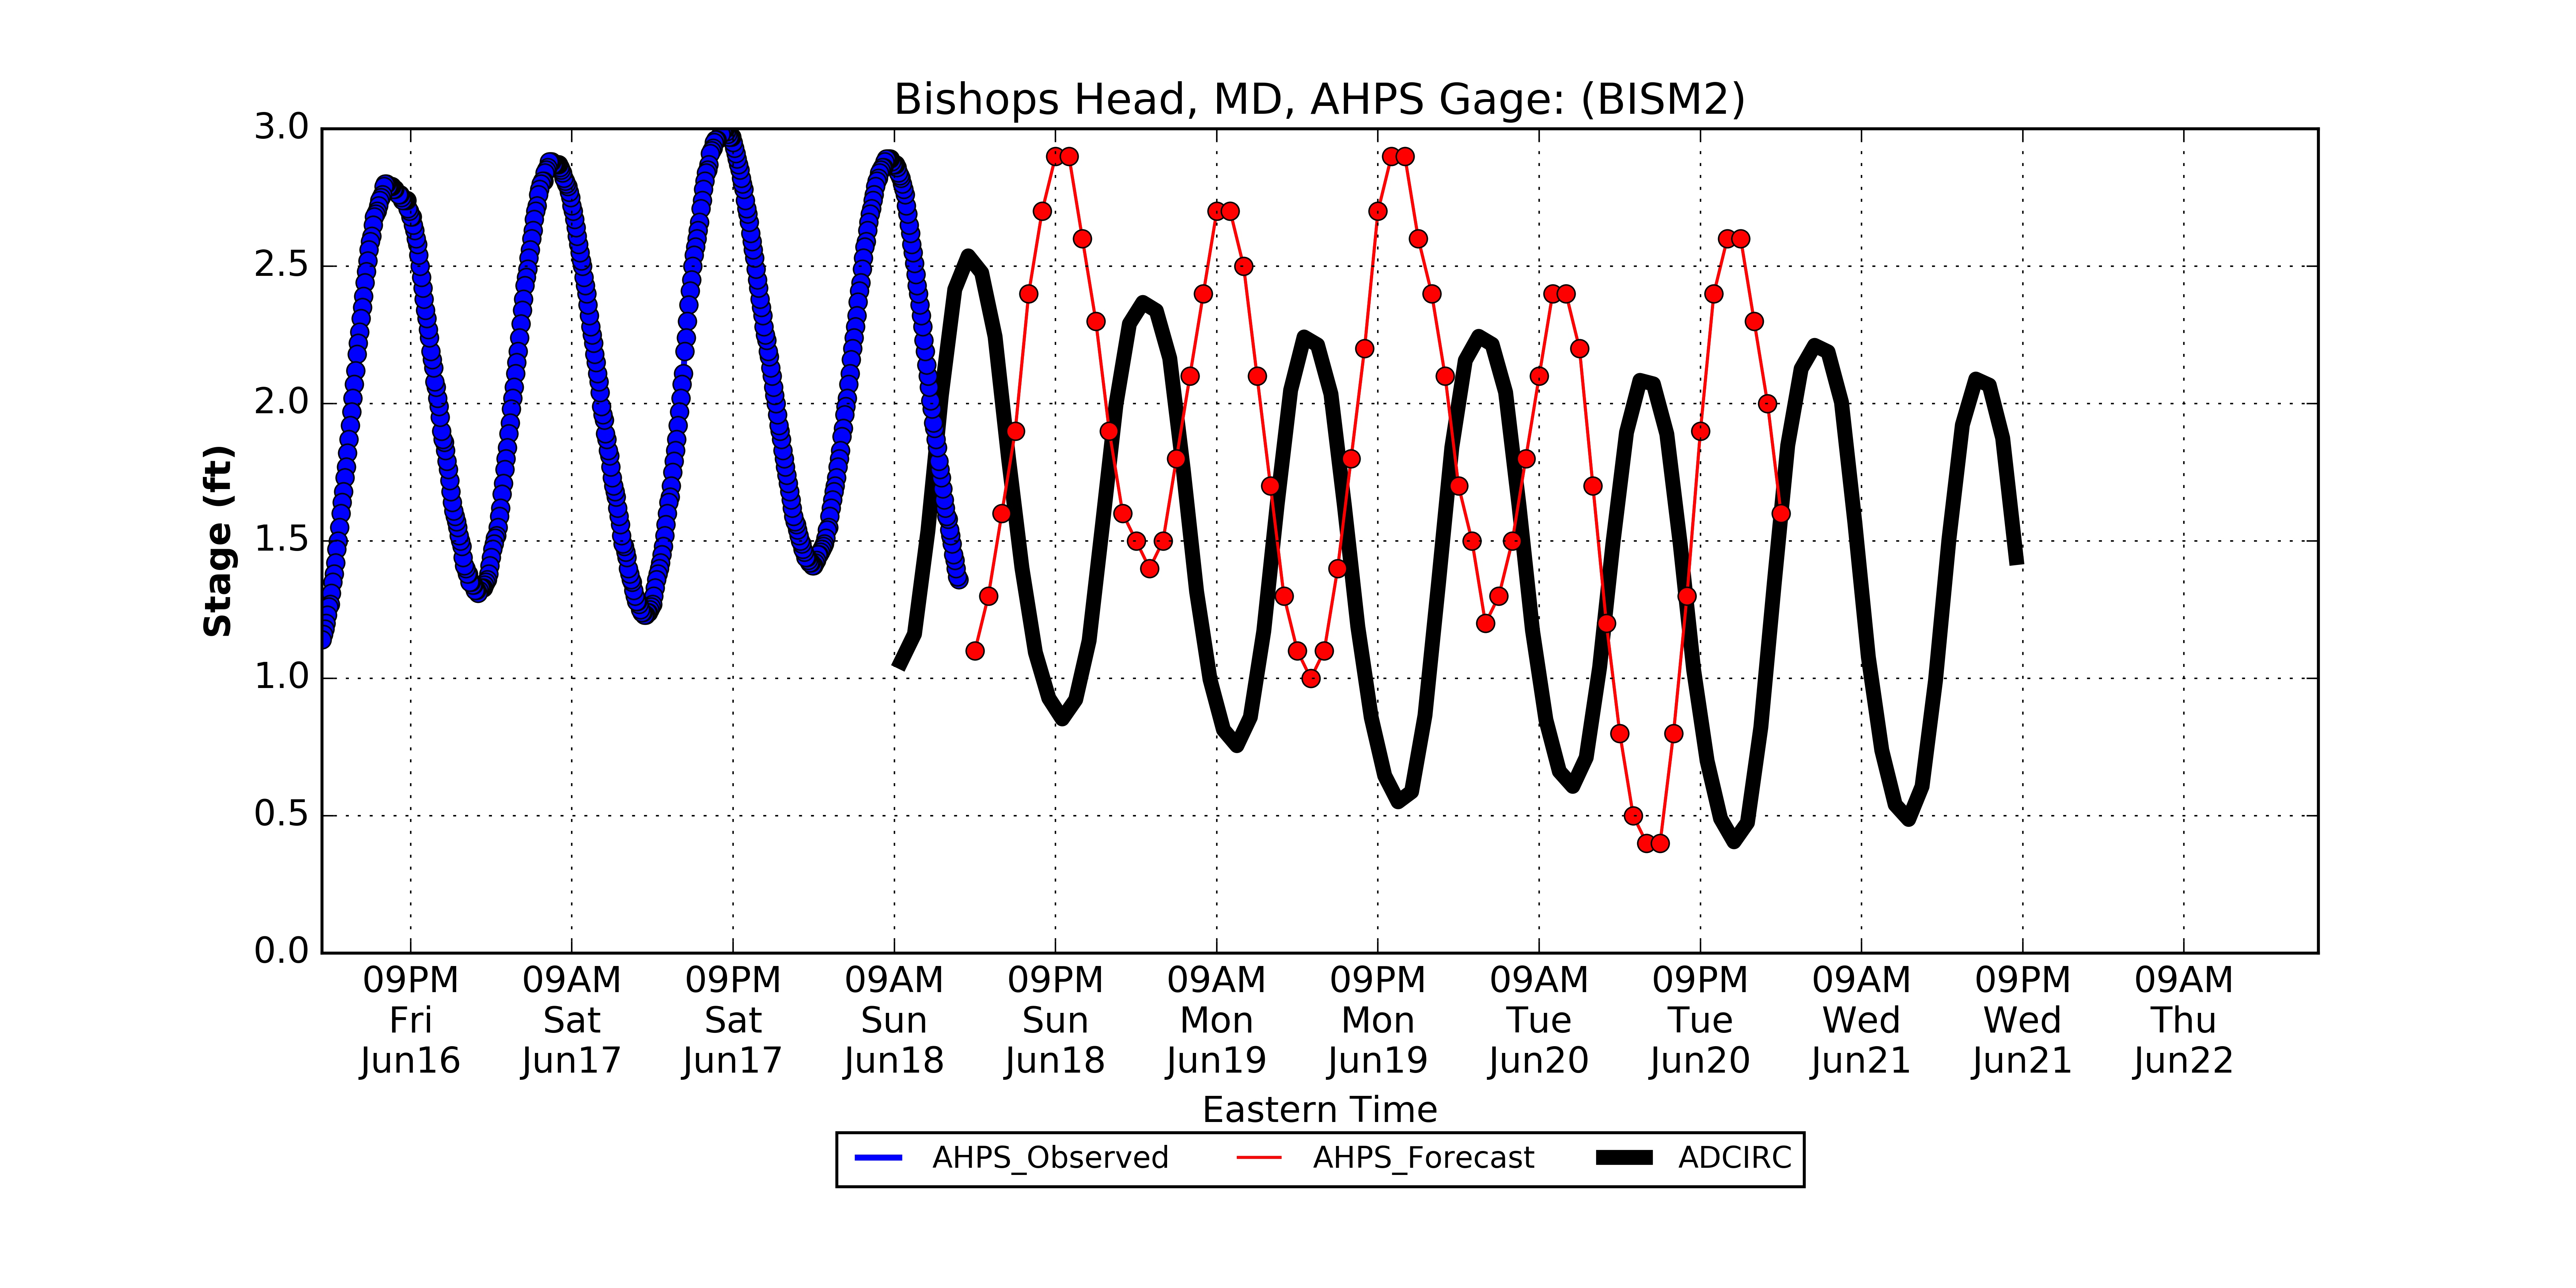 Bishops Head, MD, AHPS Gage: (BISM2)
3.0
2.5
2.0
1.5
1.0
0.5
0.0
Stage (ft)
09PM 09AM 09PM 09AM 09PM 09AM 09PM 09AM 09PM 09AM 09PM 09AM
Fri Sat Sat Sun Sun Mon Mon Tue Tue Wed Wed Thu
Jun16 Jun17 Jun17 Jun18 Jun18 Jun19 Jun19 Jun20 Jun20 Jun21 Jun21 Jun22
Eastern Time
AHPS_Observed AHPS_Forecast ADCIRC